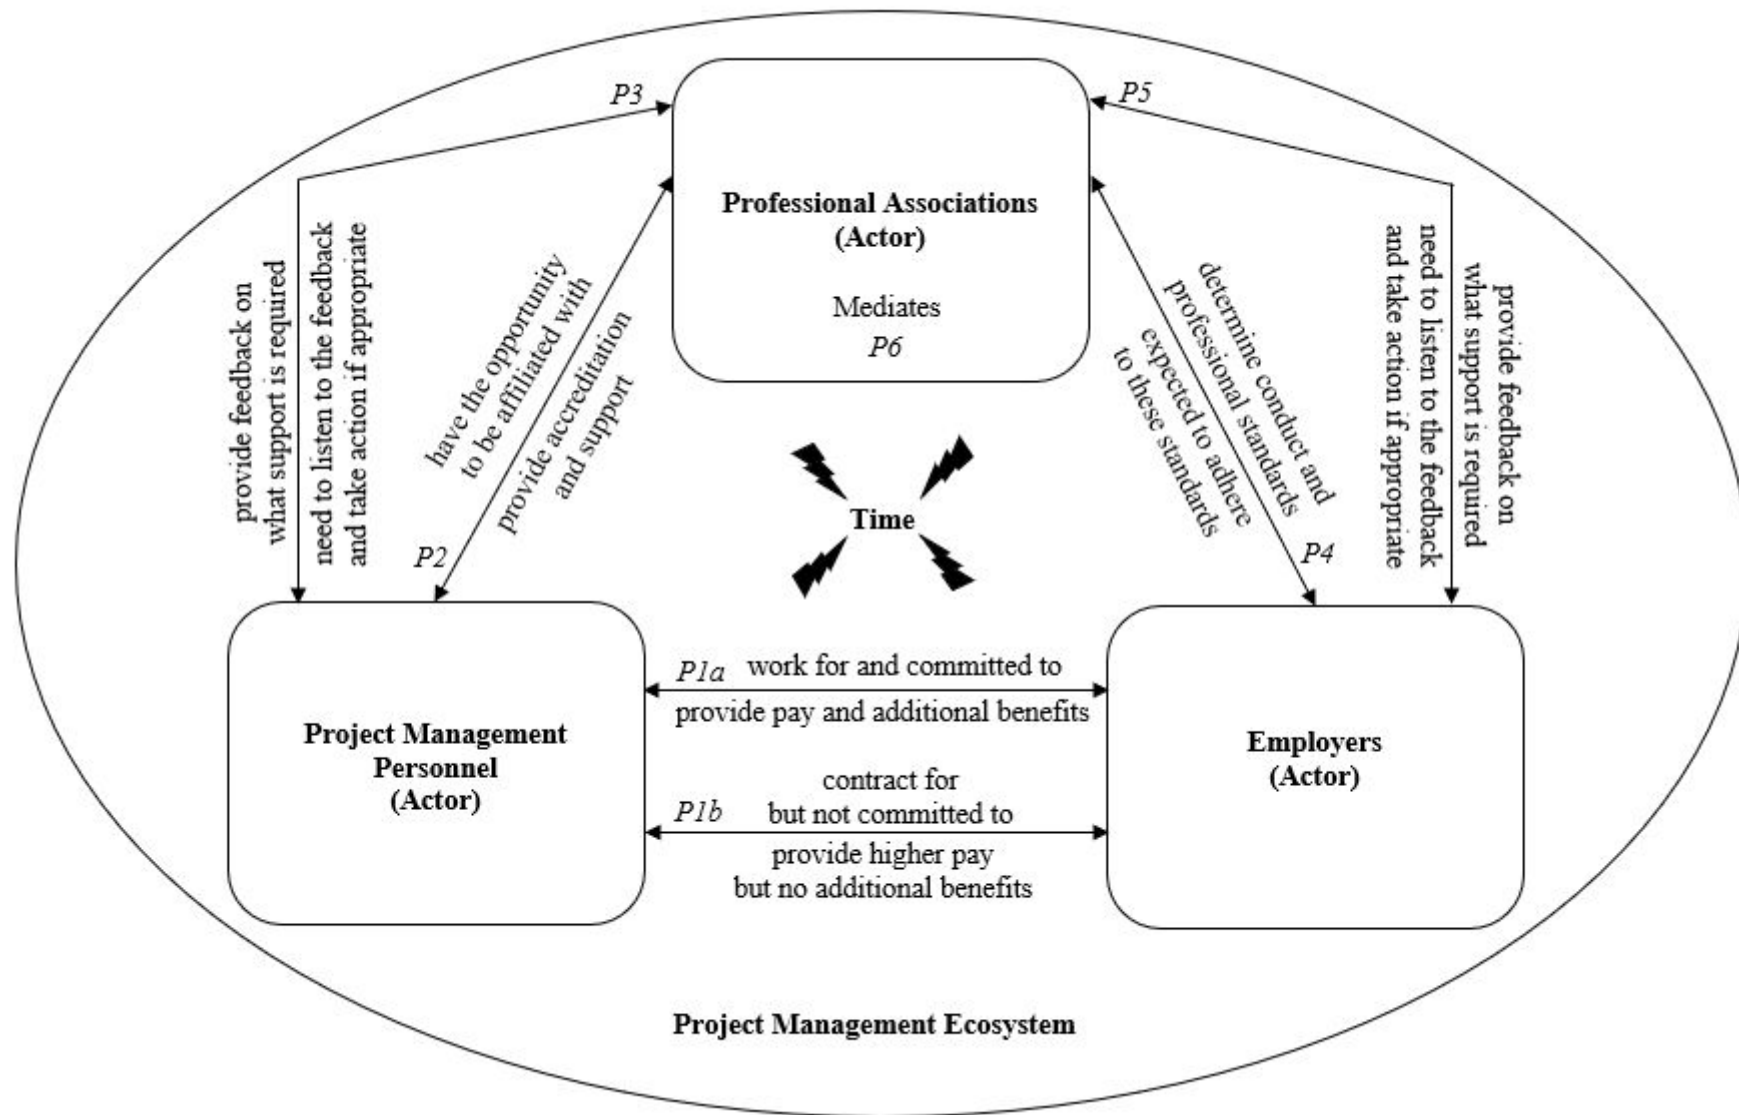 P3
P5
Professional Associations
(Actor)
Mediates
P6
provide feedback on
what support is required
need to listen to the feedback
and take action if appropriate
have the opportunity
to be affiliated with
provide accreditation
and support
P2
determine conduct and
professional standards
expected to adhere
to these standards
P4
provide feedback on
what support is required
need to listen to the feedback
and take action if appropriate
Time
Project Management
Personnel
(Actor)
P1a work for and committed to
provide pay and additional benefits
contract for
P1b but not committed to
provide higher pay
but no additional benefits
Employers
(Actor)
Project Management Ecosystem